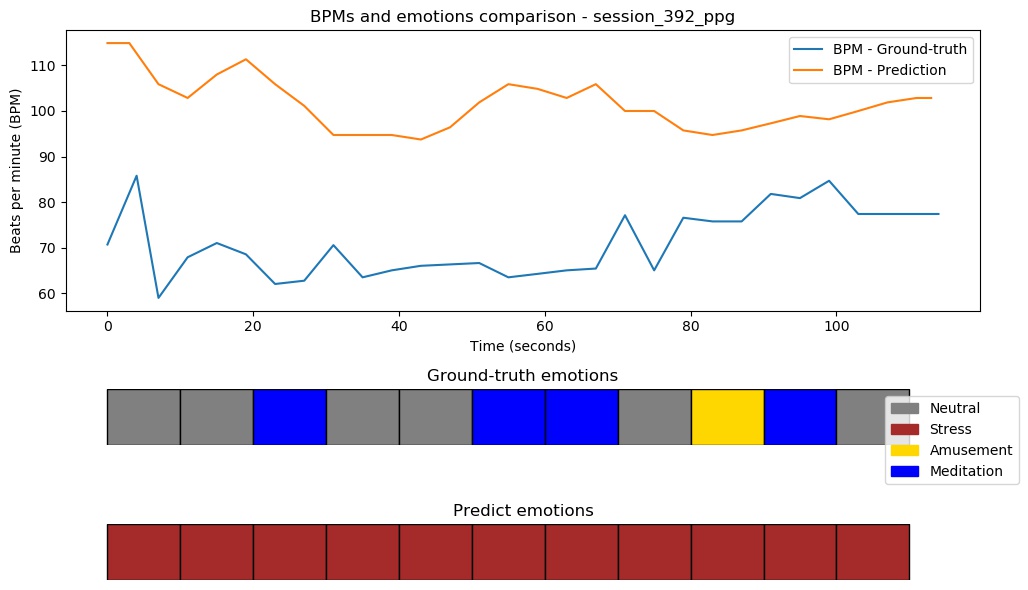 BPMs and emotions comparison - session_392_ppg
BPM - Ground-truth
BPM - Prediction
Beats per minute (BPM)
110
100
90
80
70
60
0 20 40 60 80 100
Time (seconds)
Ground-truth emotions
Neutral
Stress
Amusement
Meditation
Predict emotions